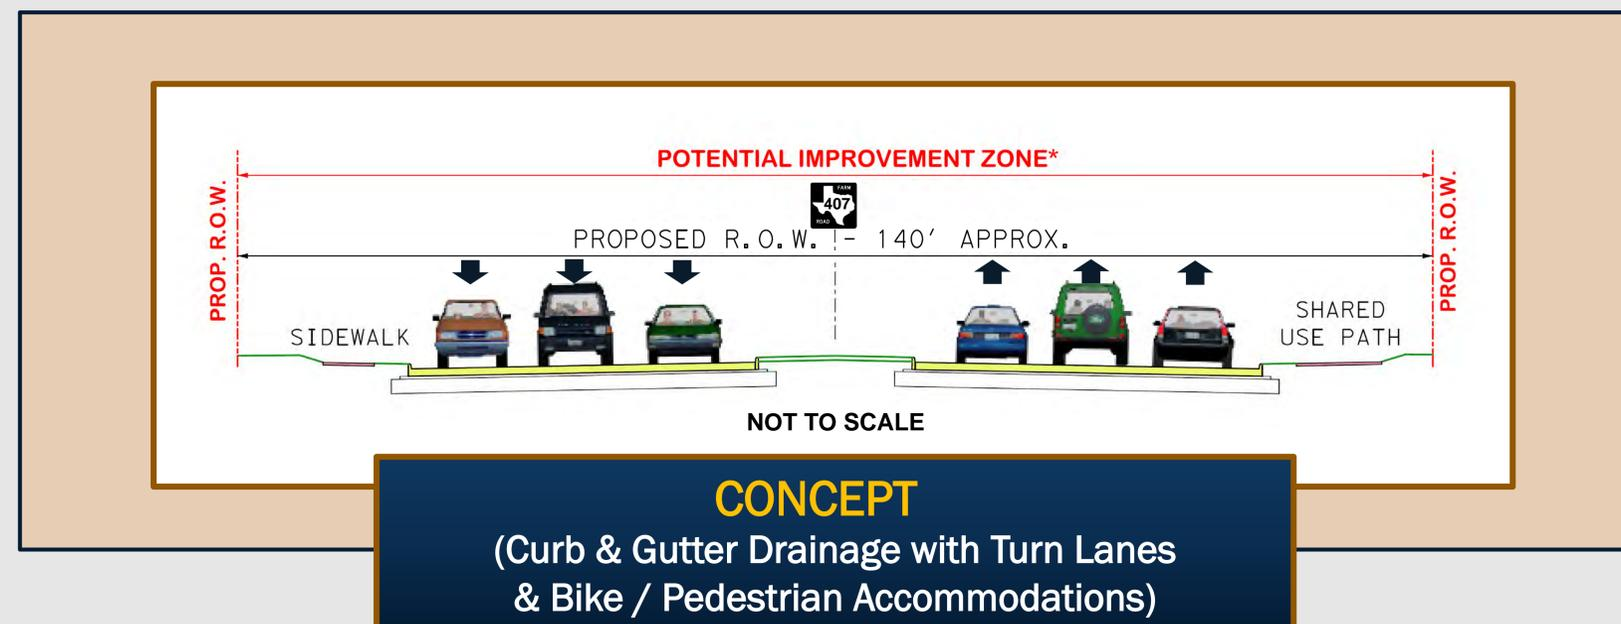 POTENTIAL IMPROVEMENT ZONE*
FARM
407
ROAD
PROP. R.O.W.
PROPOSED R.O.W. - 140' APPROX.
PROP. R.O.W.
SIDEWALK
SHARED
USE PATH
NOT TO SCALE
CONCEPT
(Curb & Gutter Drainage with Turn Lanes
& Bike / Pedestrian Accommodations)